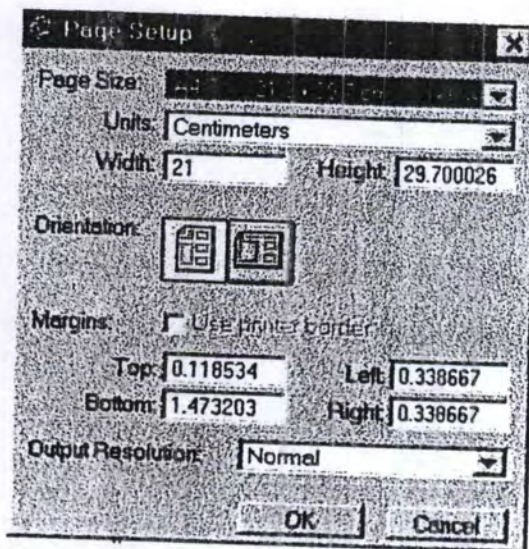 Page Setup
Page Size:
Units: Centimeters
Width: 21 Height: 29.700026
Orientation:
Margins: Use printer border
Top: 0.118534 Left: 0.338667
Bottom: 1.473203 Right: 0.338667
Output Resolution: Normal
OK Cancel